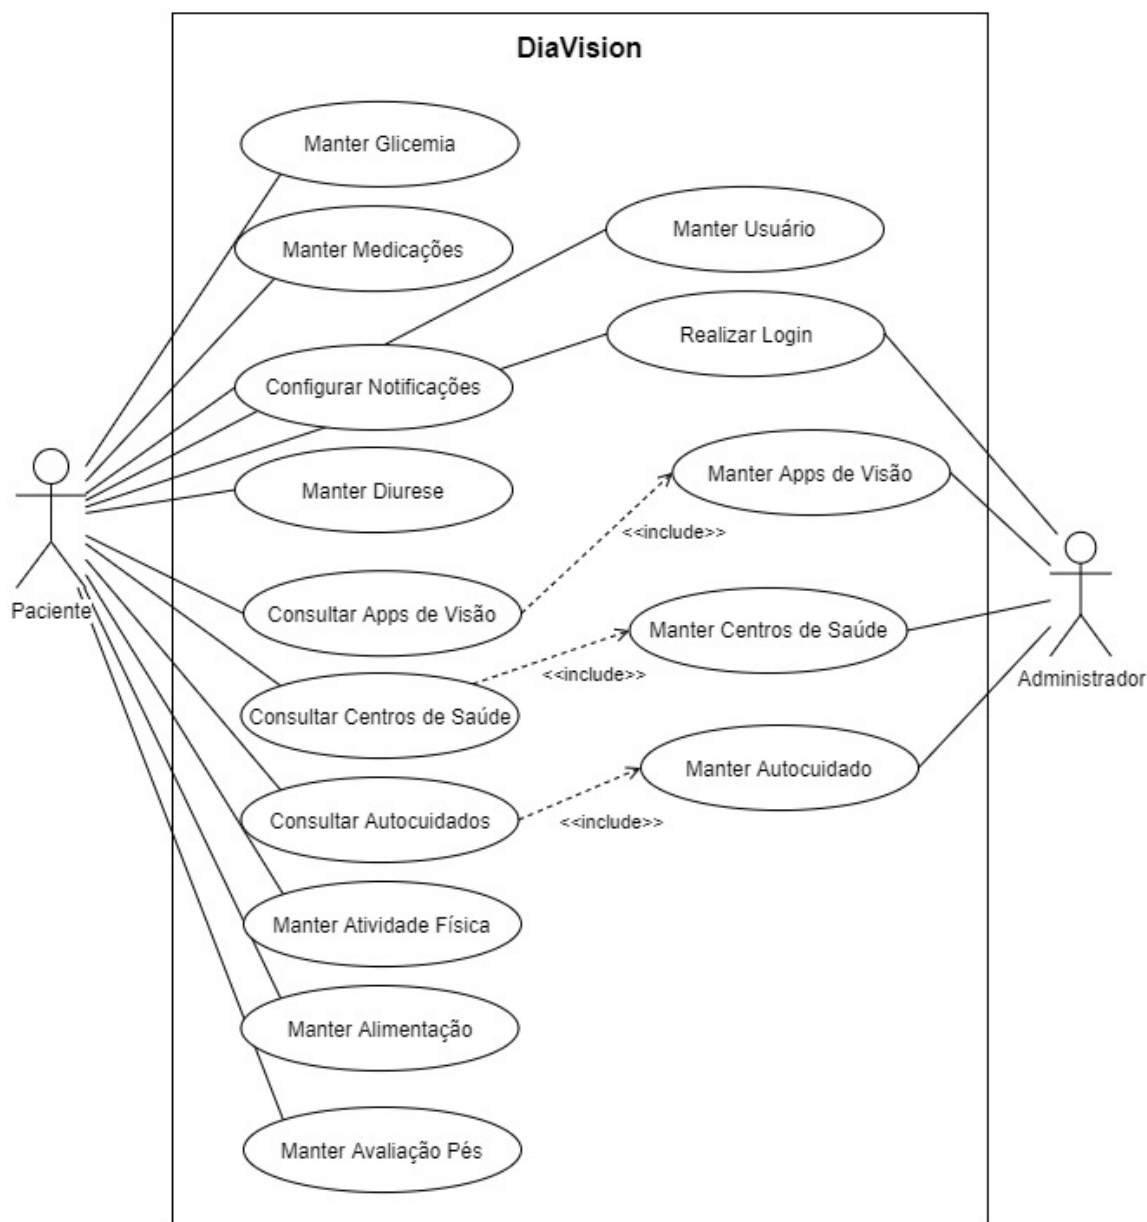 DiaVision
Manter Glicemia
Manter Usuário
Manter Medicações
Realizar Login
Configurar Notificações
Manter Apps de Visão
Manter Diurese
<<include>>
Paciente
Consultar Apps de Visão
Manter Centros de Saúde
<<include>>
Administrador
Consultar Centros de Saúde
Manter Autocuidado
Consultar Autocuidados
<<include>>
Manter Atividade Física
Manter Alimentação
Manter Avaliação Pés